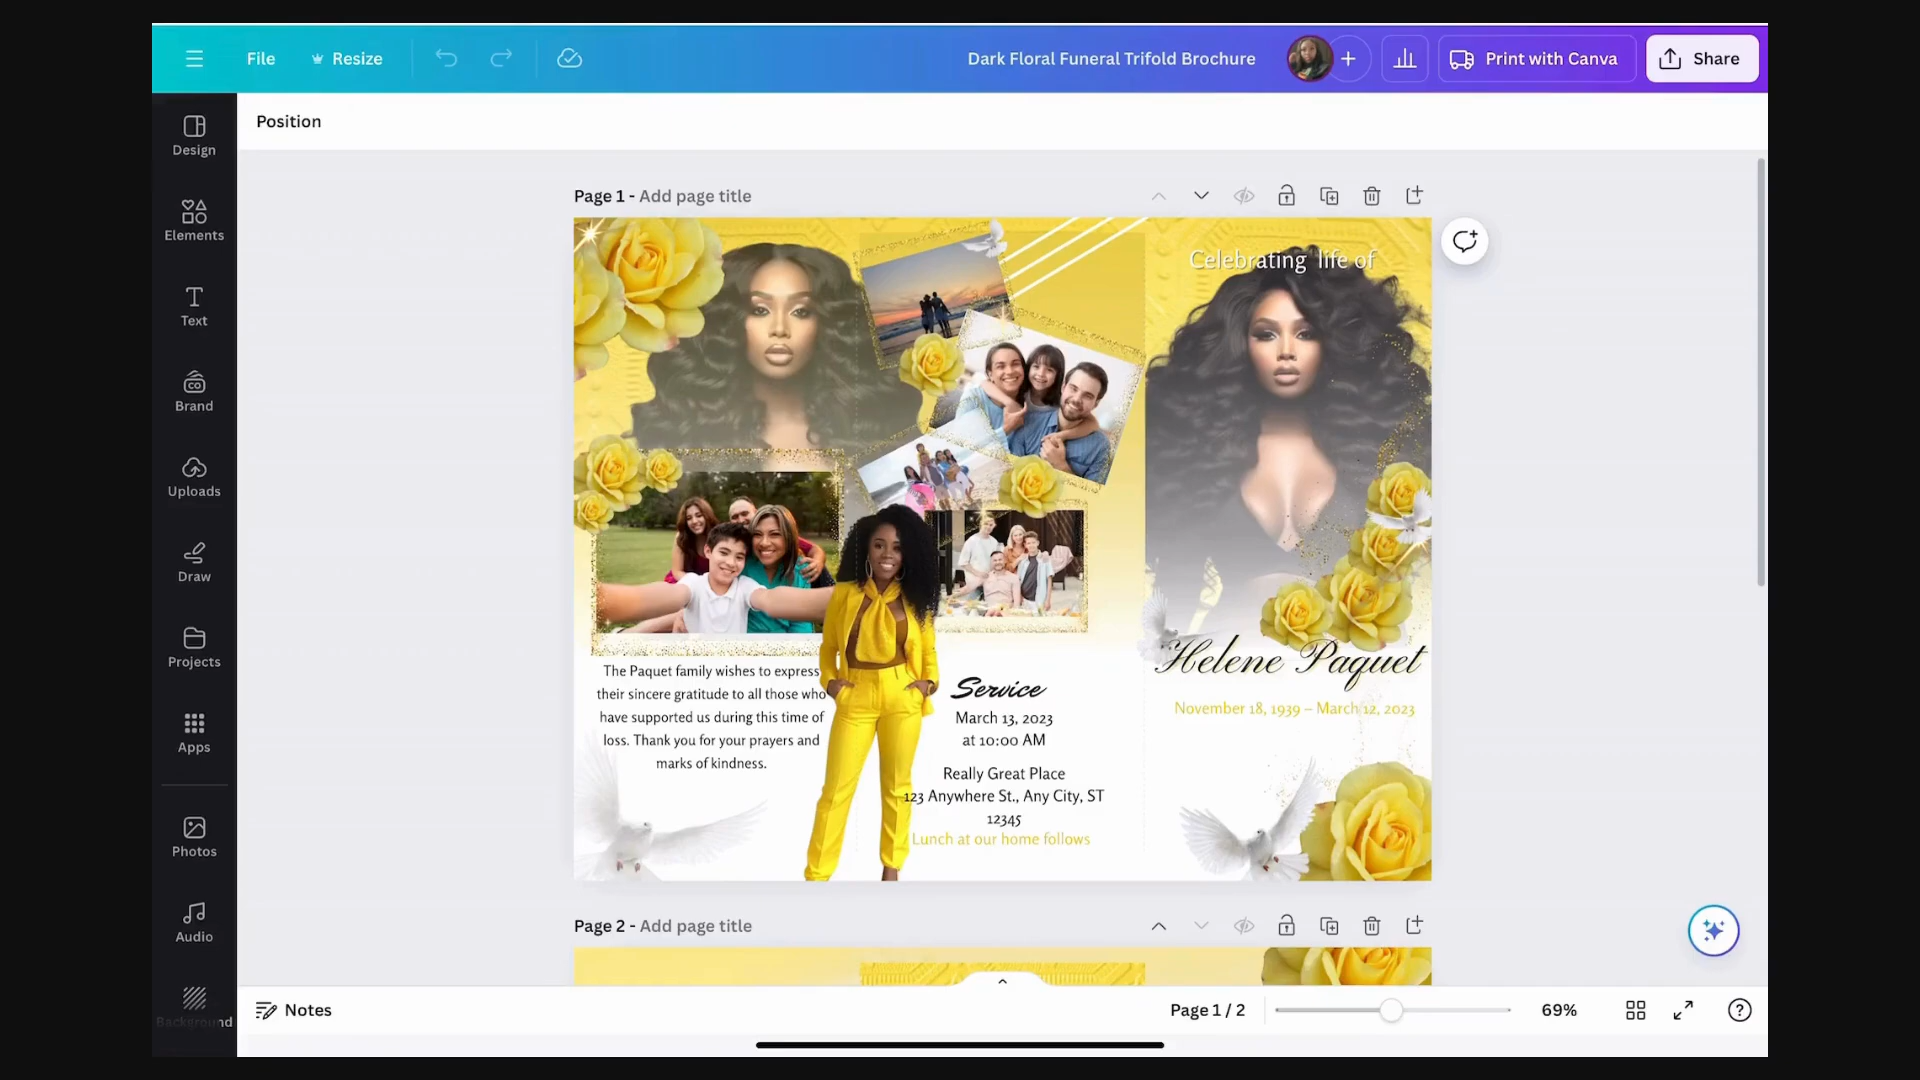 File
Resize
Dark Floral Funeral Trifold Brochure
Print with Canva
Share
Position
Design
Elements
Text
Brand
Uploads
Draw
Projects
Apps
Photos
Audio
Background
Page 1 - Add page title
Celebrating life of
The Paquet family wishes to express
their sincere gratitude to all those who
have supported us during this time of
loss. Thank you for your prayers and
marks of kindness.
Service
March 13, 2023
at 10:00 AM
Really Great Place
123 Anywhere St., Any City, ST
12345
Lunch at our home follows
Helene Paquet
November 18, 1939 – March 12, 2023
Page 2 - Add page title
Notes
Page 1 / 2
69%